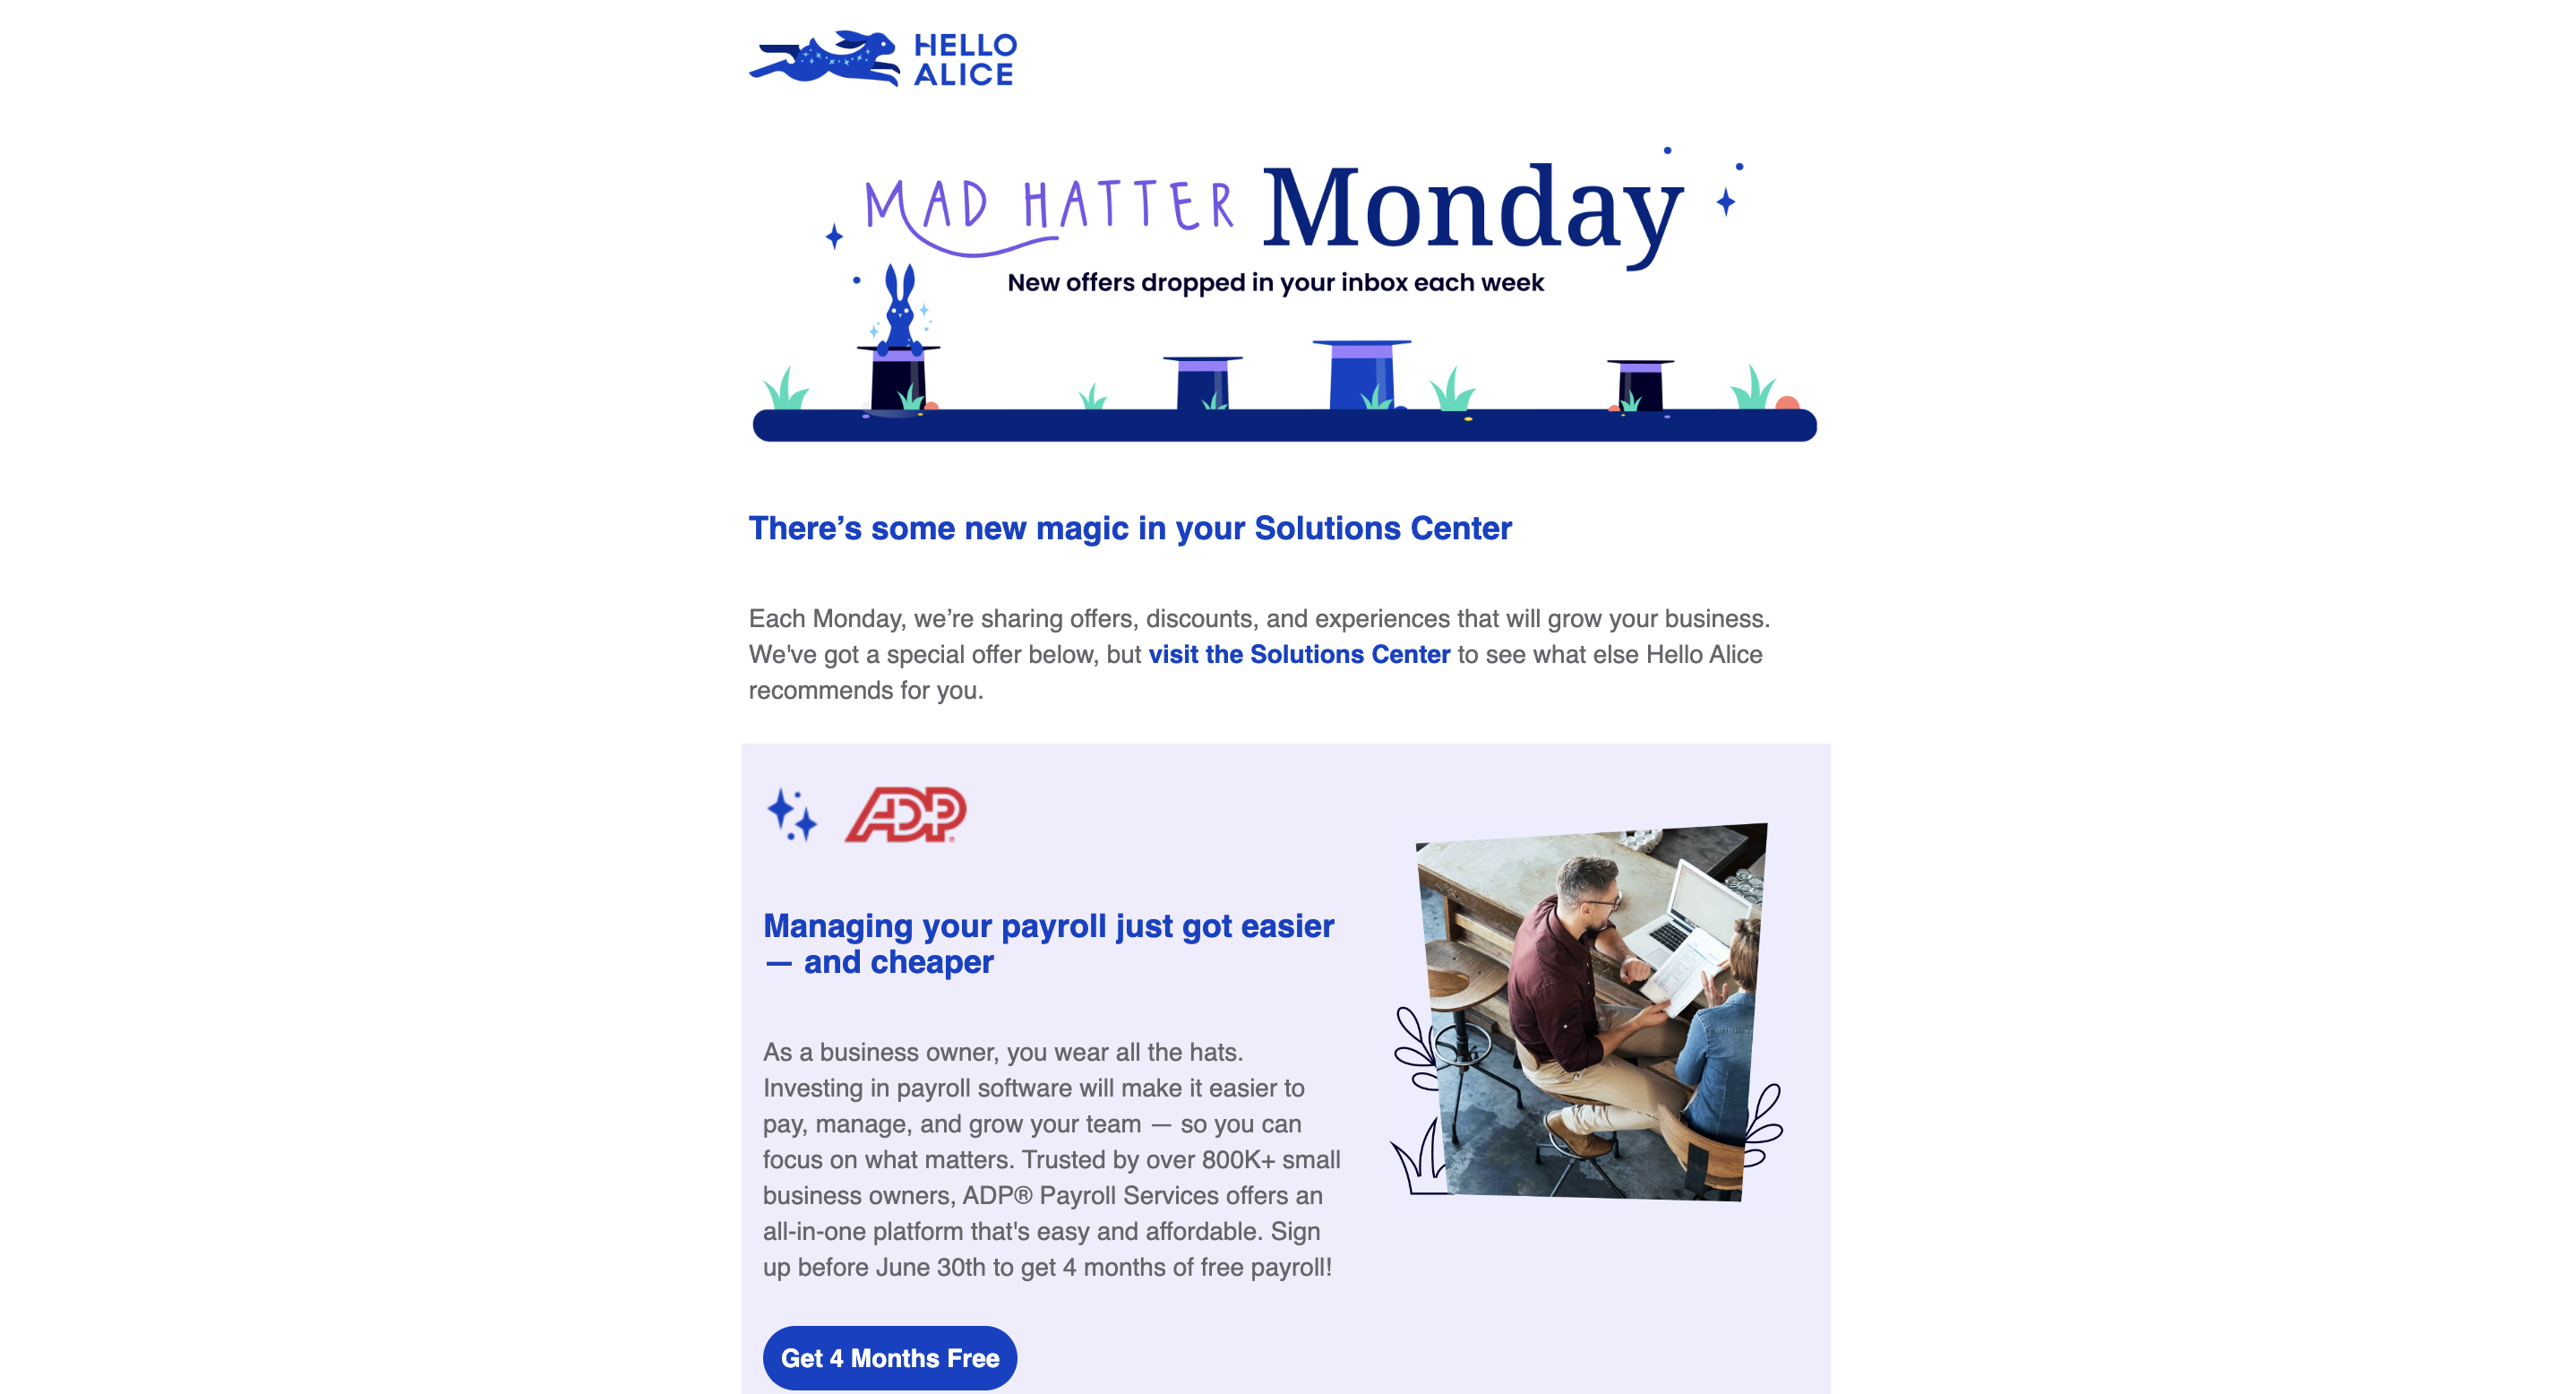 HELLO
ALICE
MAD HATTER Monday
New offers dropped in your inbox each week
There’s some new magic in your Solutions Center
Each Monday, we’re sharing offers, discounts, and experiences that will grow your business.
We've got a special offer below, but visit the Solutions Center to see what else Hello Alice
recommends for you.
ADP®
Managing your payroll just got easier
— and cheaper
As a business owner, you wear all the hats.
Investing in payroll software will make it easier to
pay, manage, and grow your team — so you can
focus on what matters. Trusted by over 800K+ small
business owners, ADP® Payroll Services offers an
all-in-one platform that's easy and affordable. Sign
up before June 30th to get 4 months of free payroll!
Get 4 Months Free